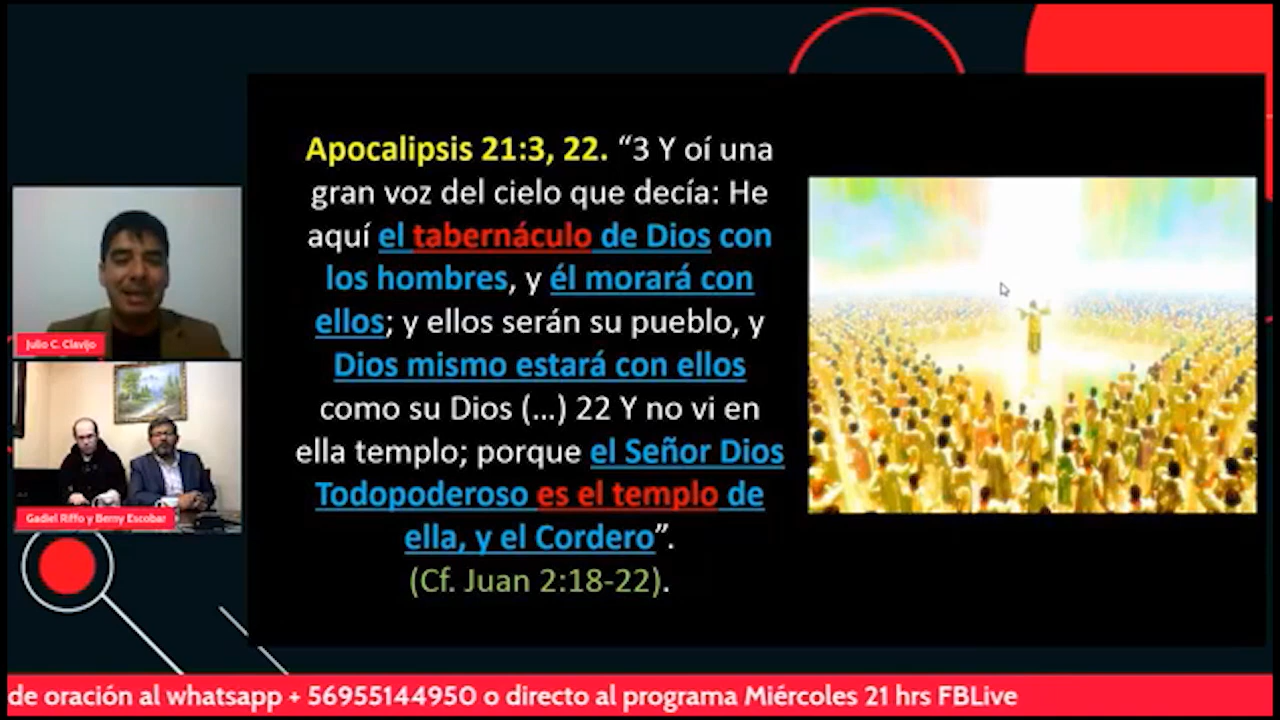 Apocalipsis 21:3, 22. “3 Y oí una
gran voz del cielo que decía: He
aquí el tabernáculo de Dios con
los hombres, y él morará con
ellos; y ellos serán su pueblo, y
Dios mismo estará con ellos
como su Dios (...) 22 Y no vi en
ella templo; porque el Señor Dios
Todopoderoso es el templo de
ella, y el Cordero”.
(Cf. Juan 2:18-22).
Julio C. Clavijo
Gadiel Riffo y Berny Escobar
de oración al whatsapp + 56955144950 o directo al programa Miércoles 21 hrs FBLive